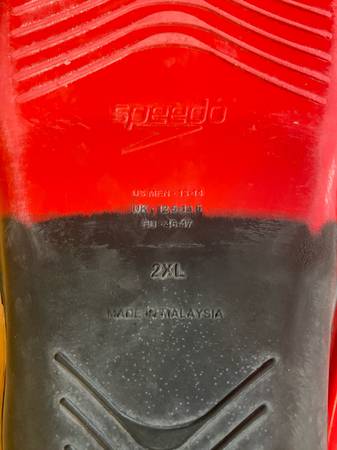 speedo
US MEN - 13-14
UK -
EU - 46-47
2XL
MADE IN MALAYSIA